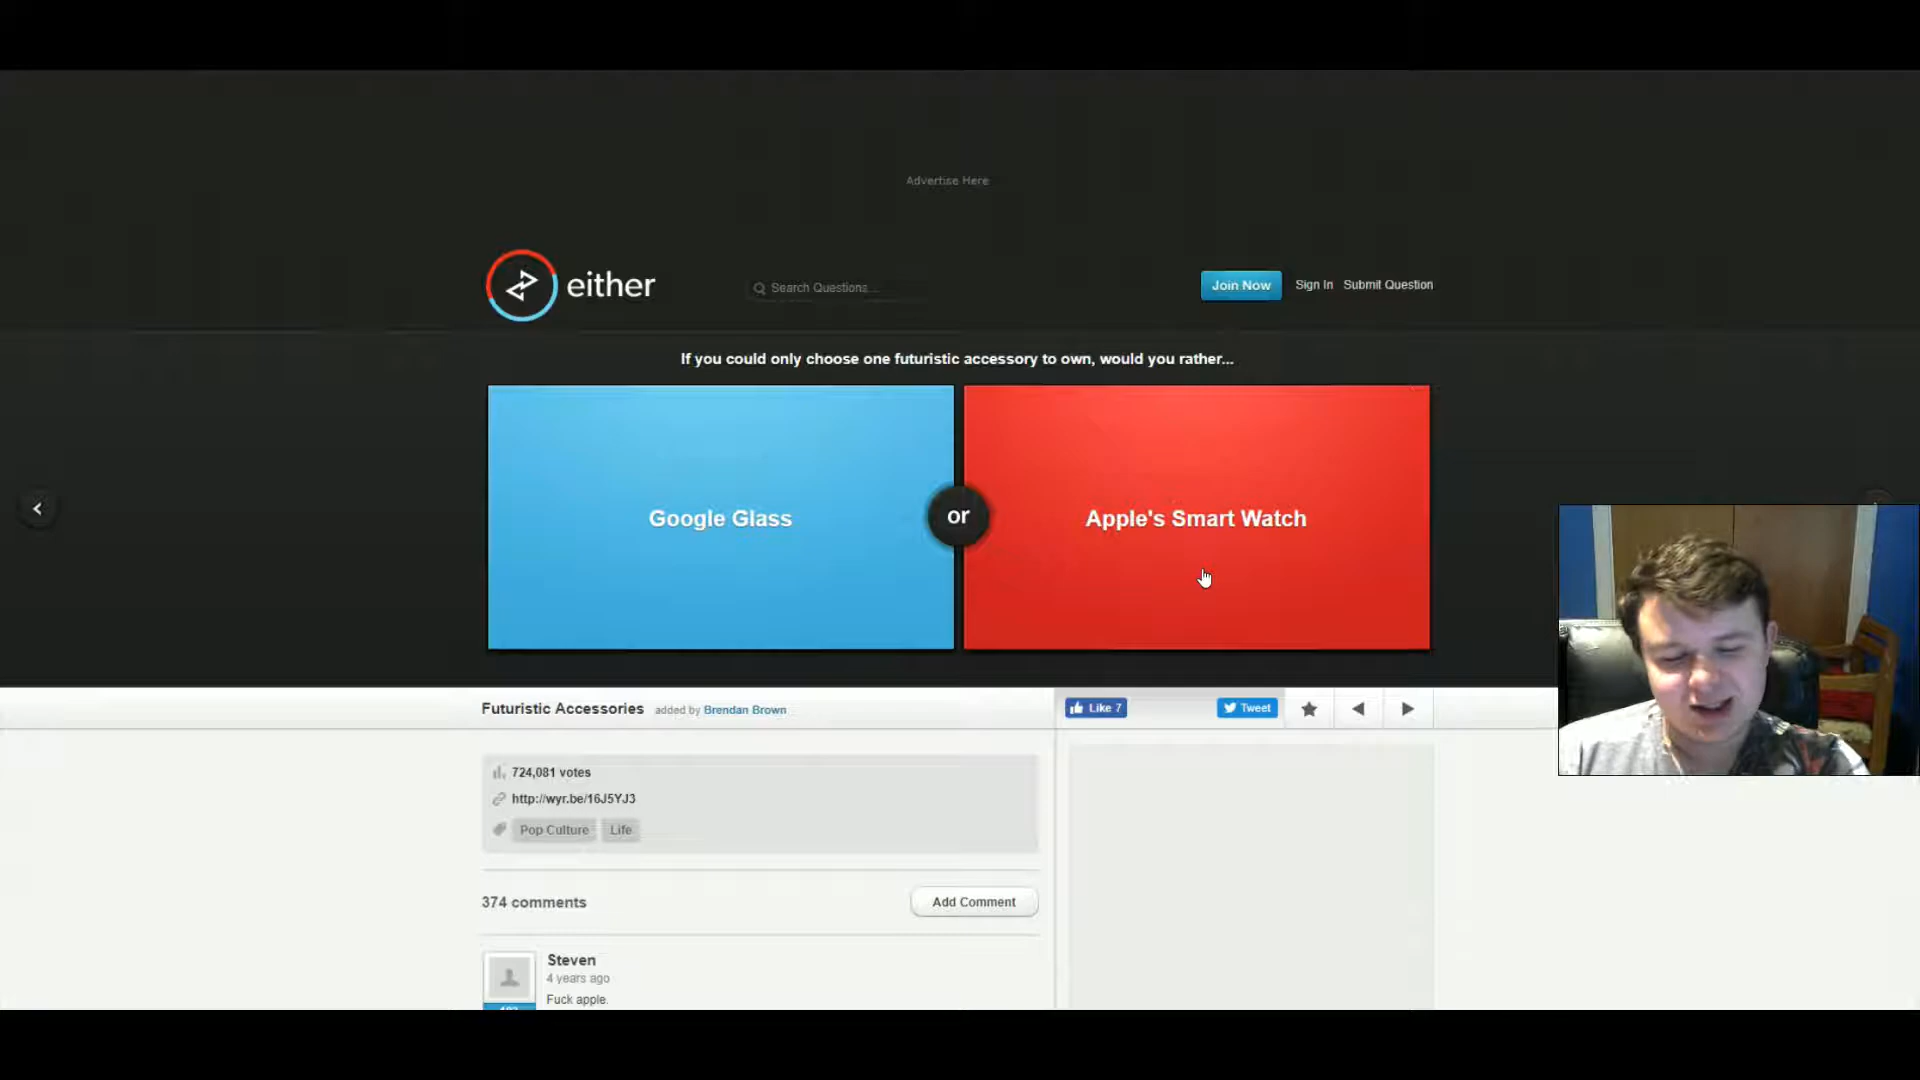 Advertise Here
either
Search Questions...
Join Now
Sign In
Submit Question
If you could only choose one futuristic accessory to own, would you rather...
Google Glass
or
Apple's Smart Watch
Futuristic Accessories added by Brendan Brown
Like 7
Tweet
724,081 votes
http://wyr.be/16J5YJ3
Pop Culture Life
374 comments
Add Comment
Steven
4 years ago
Fuck apple.